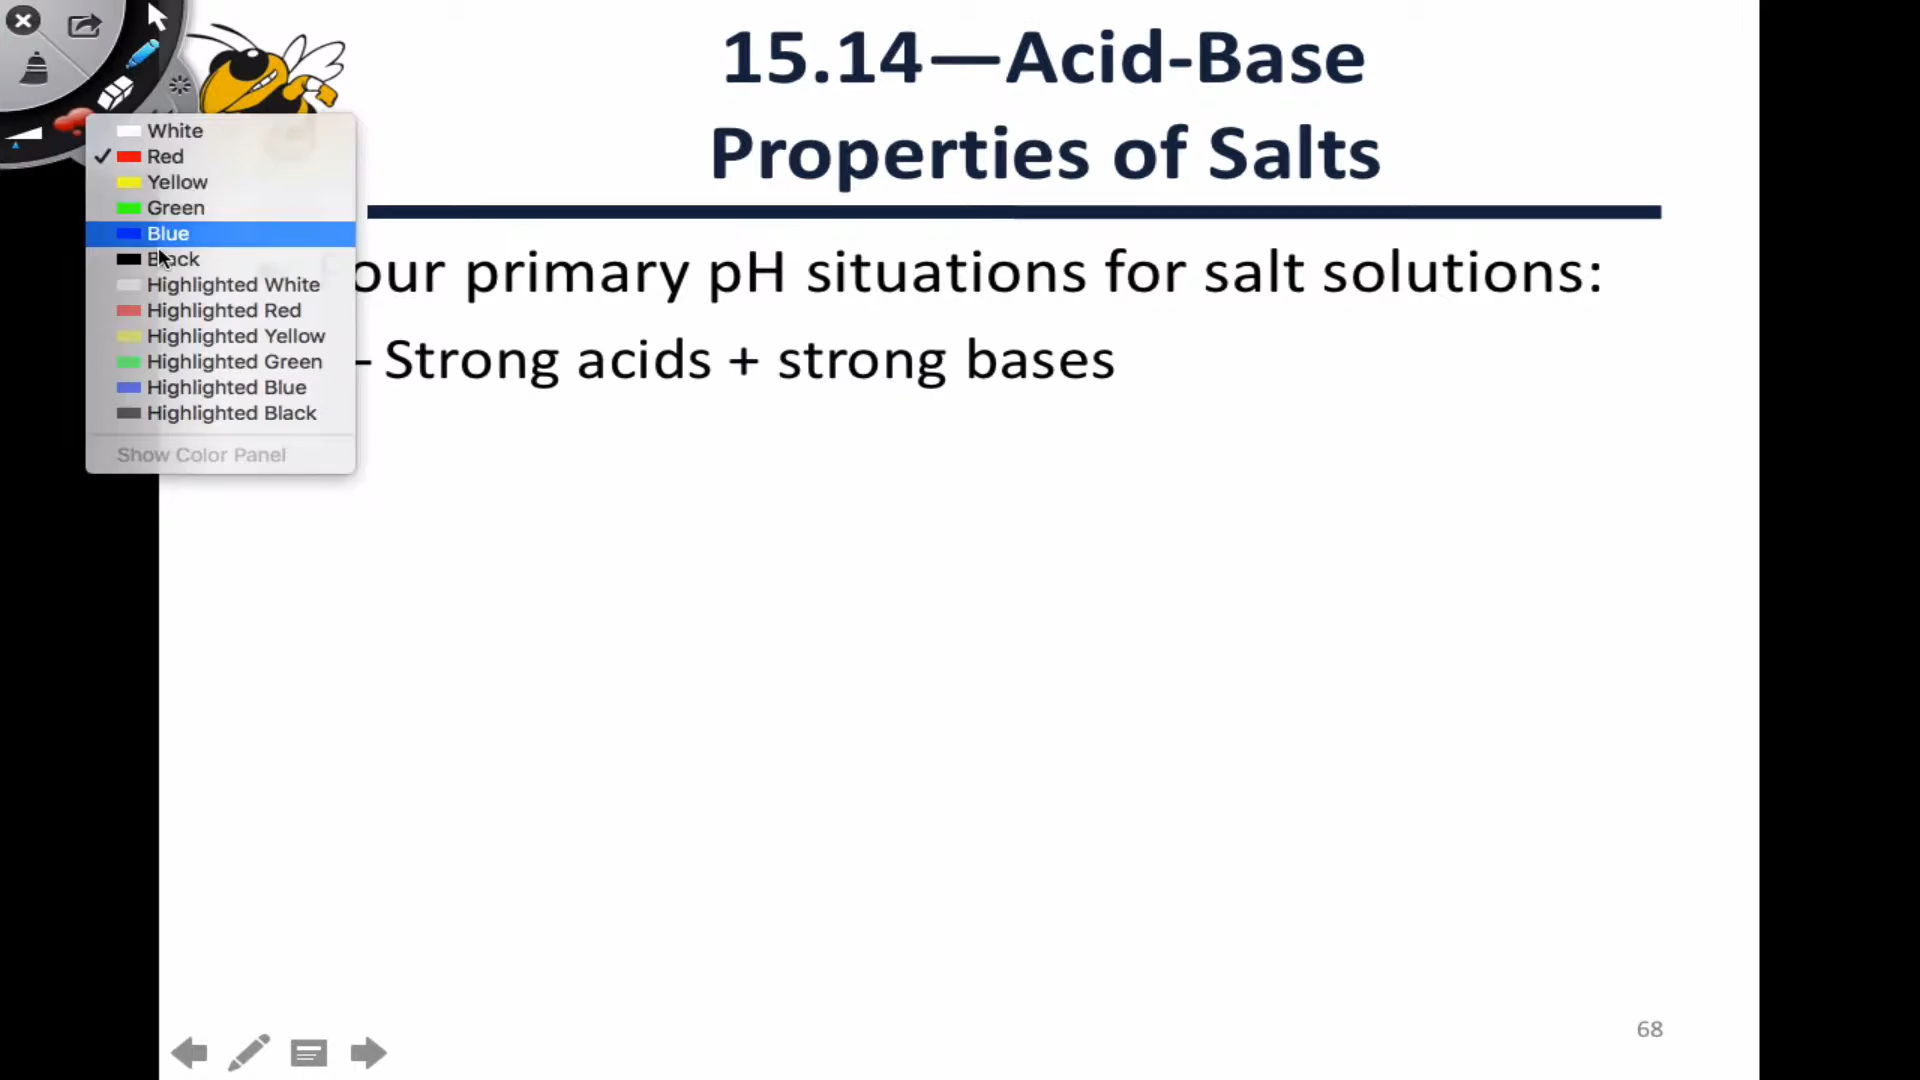 15.14—Acid-Base
Properties of Salts
White
Red
Yellow
Green
Blue
Black
Highlighted White
Highlighted Red
Highlighted Yellow
Highlighted Green
Highlighted Blue
Highlighted Black
Show Color Panel
Four primary pH situations for salt solutions:
– Strong acids + strong bases
68